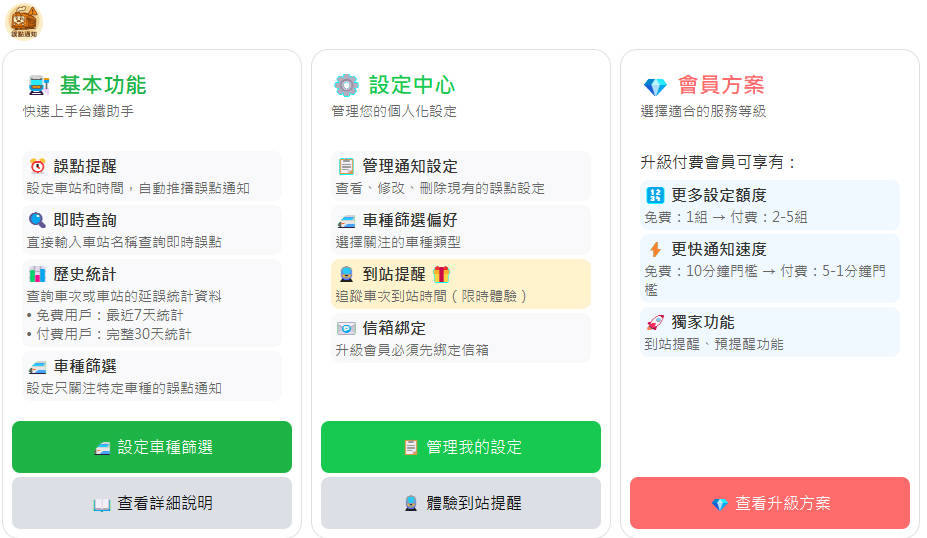 誤點通知
基本功能
快速上手台鐵助手
誤點提醒
設定車站和時間，自動推播誤點通知
即時查詢
直接輸入車站名稱查詢即時誤點
歷史統計
查詢車次或車站的延誤統計資料
• 免費用戶：最近7天統計
• 付費用戶：完整30天統計
車種篩選
設定只關注特定車種的誤點通知
設定車種篩選
查看詳細說明
設定中心
管理您的個人化設定
管理通知設定
查看、修改、刪除現有的誤點設定
車種篩選偏好
選擇關注的車種類型
到站提醒
追蹤車次到站時間（限時體驗）
信箱綁定
升級會員必須先綁定信箱
管理我的設定
體驗到站提醒
會員方案
選擇適合的服務等級
升級付費會員可享有：
更多設定額度
免費：1組 → 付費：2-5組
更快通知速度
免費：10分鐘門檻 → 付費：5-1分鐘門
檻
獨家功能
到站提醒、預提醒功能
查看升級方案